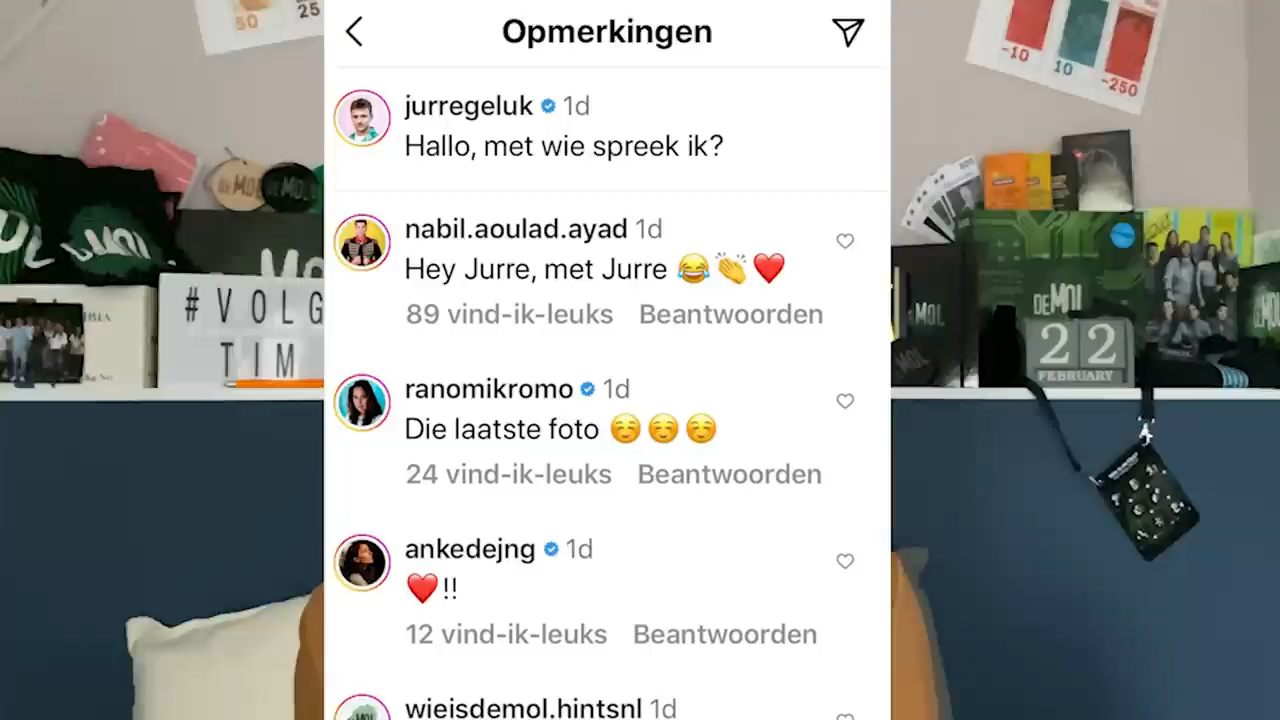 50
25
-10
10
-250
Opmerkingen
jurregeluk 1d
Hallo, met wie spreek ik?
nabil.aoulad.ayad 1d
Hey Jurre, met Jurre 😂👏❤️
89 vind-ik-leuks Beantwoorden
ranomikromo 1d
Die laatste foto ☺️☺️☺️
24 vind-ik-leuks Beantwoorden
ankedejng 1d
❤️!!
12 vind-ik-leuks Beantwoorden
wieisdemol.hintsnl 1d
#VOLG
TIM
DE MOL
22
FEBRUARY